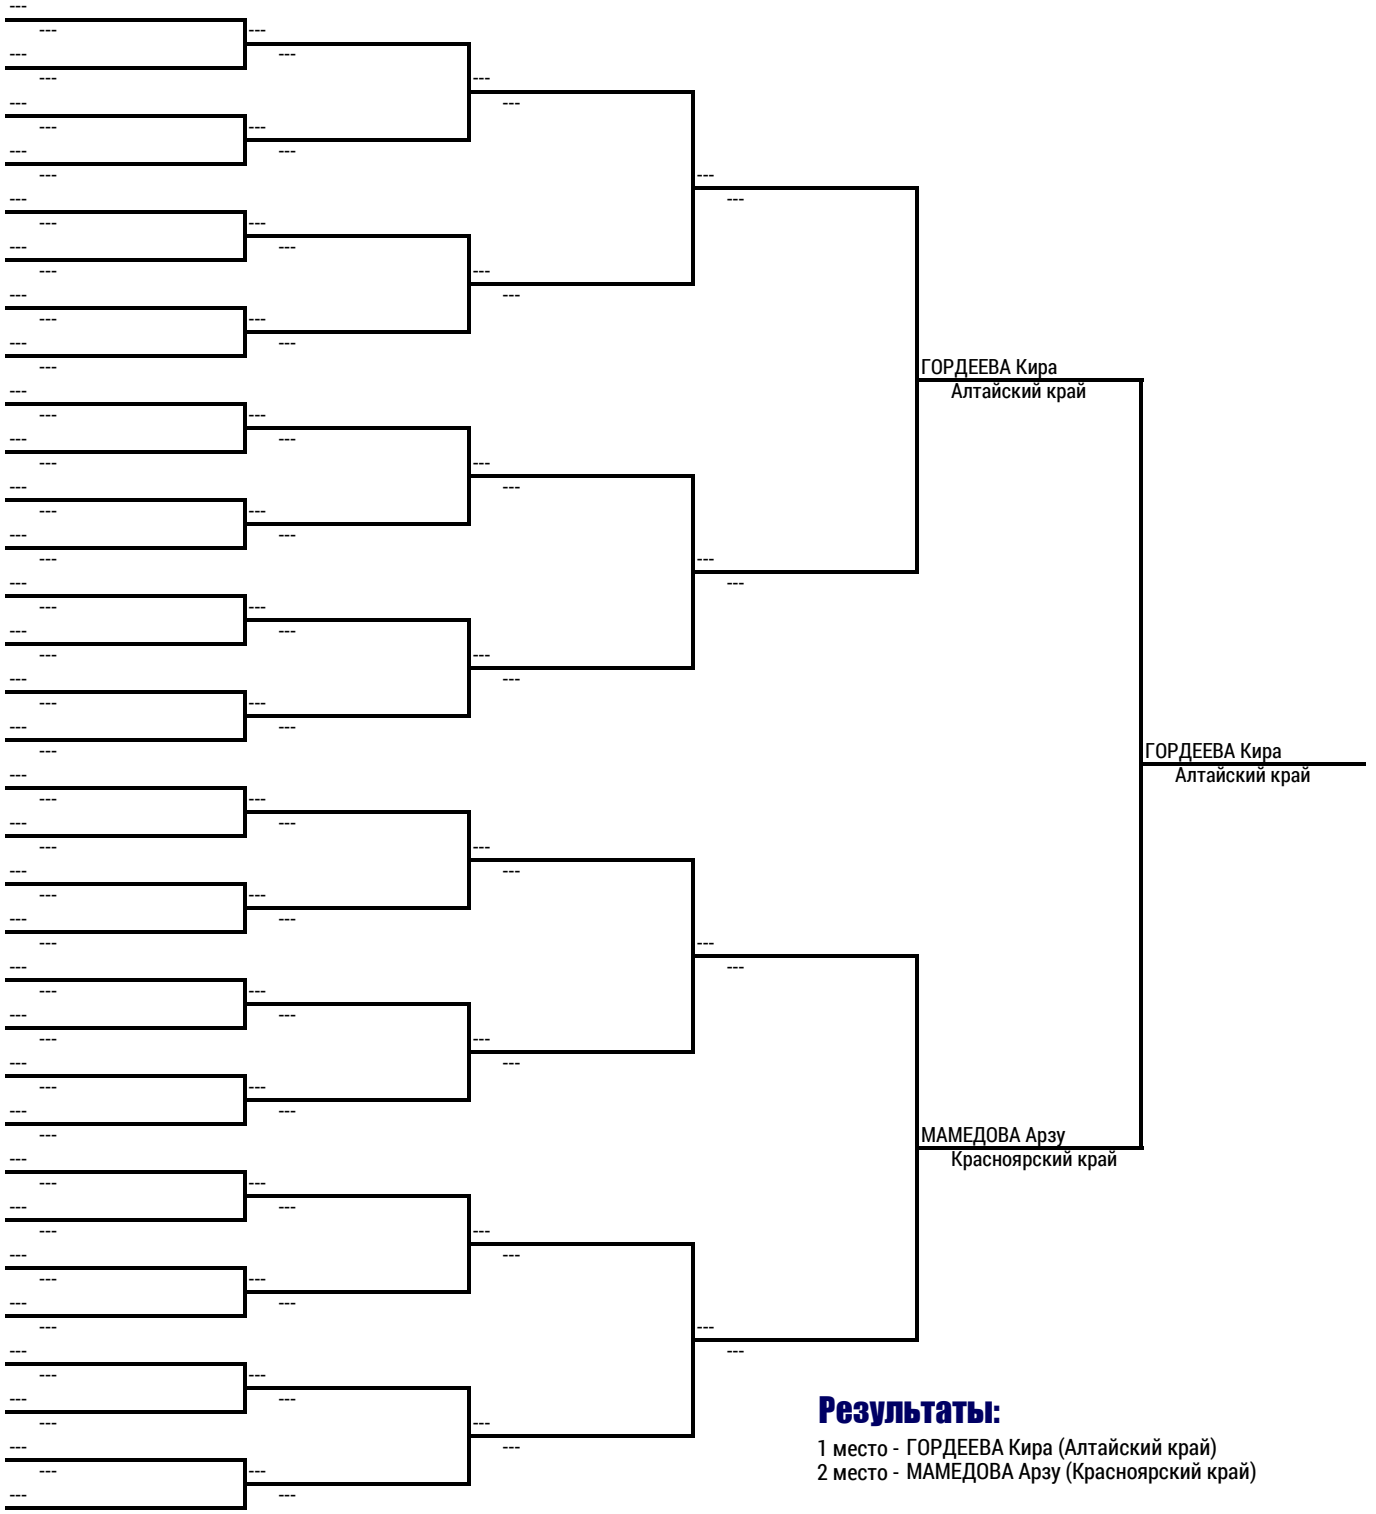 ГОРДЕЕВА Кира
Алтайский край
ГОРДЕЕВА Кира
Алтайский край
МАМЕДОВА Арзу
Красноярский край
Результаты:
1 место - ГОРДЕЕВА Кира (Алтайский край)
2 место - МАМЕДОВА Арзу (Красноярский край)